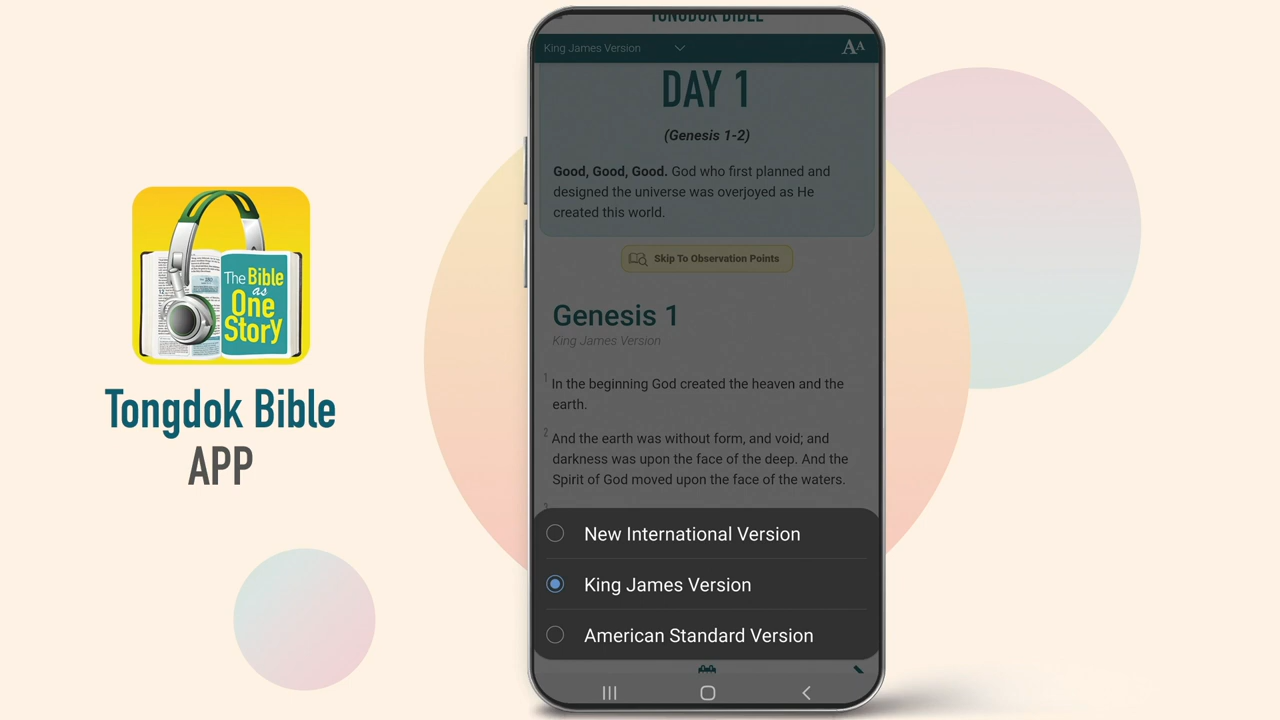 The Bible
as
One
Story
Tongdok Bible
APP
TONGDOK BIBLE
King James Version
AA
DAY 1
(Genesis 1-2)
Good, Good, Good. God who first planned and
designed the universe was overjoyed as He
created this world.
Skip To Observation Points
Genesis 1
King James Version
1 In the beginning God created the heaven and the
earth.
2 And the earth was without form, and void; and
darkness was upon the face of the deep. And the
Spirit of God moved upon the face of the waters.
New International Version
King James Version
American Standard Version